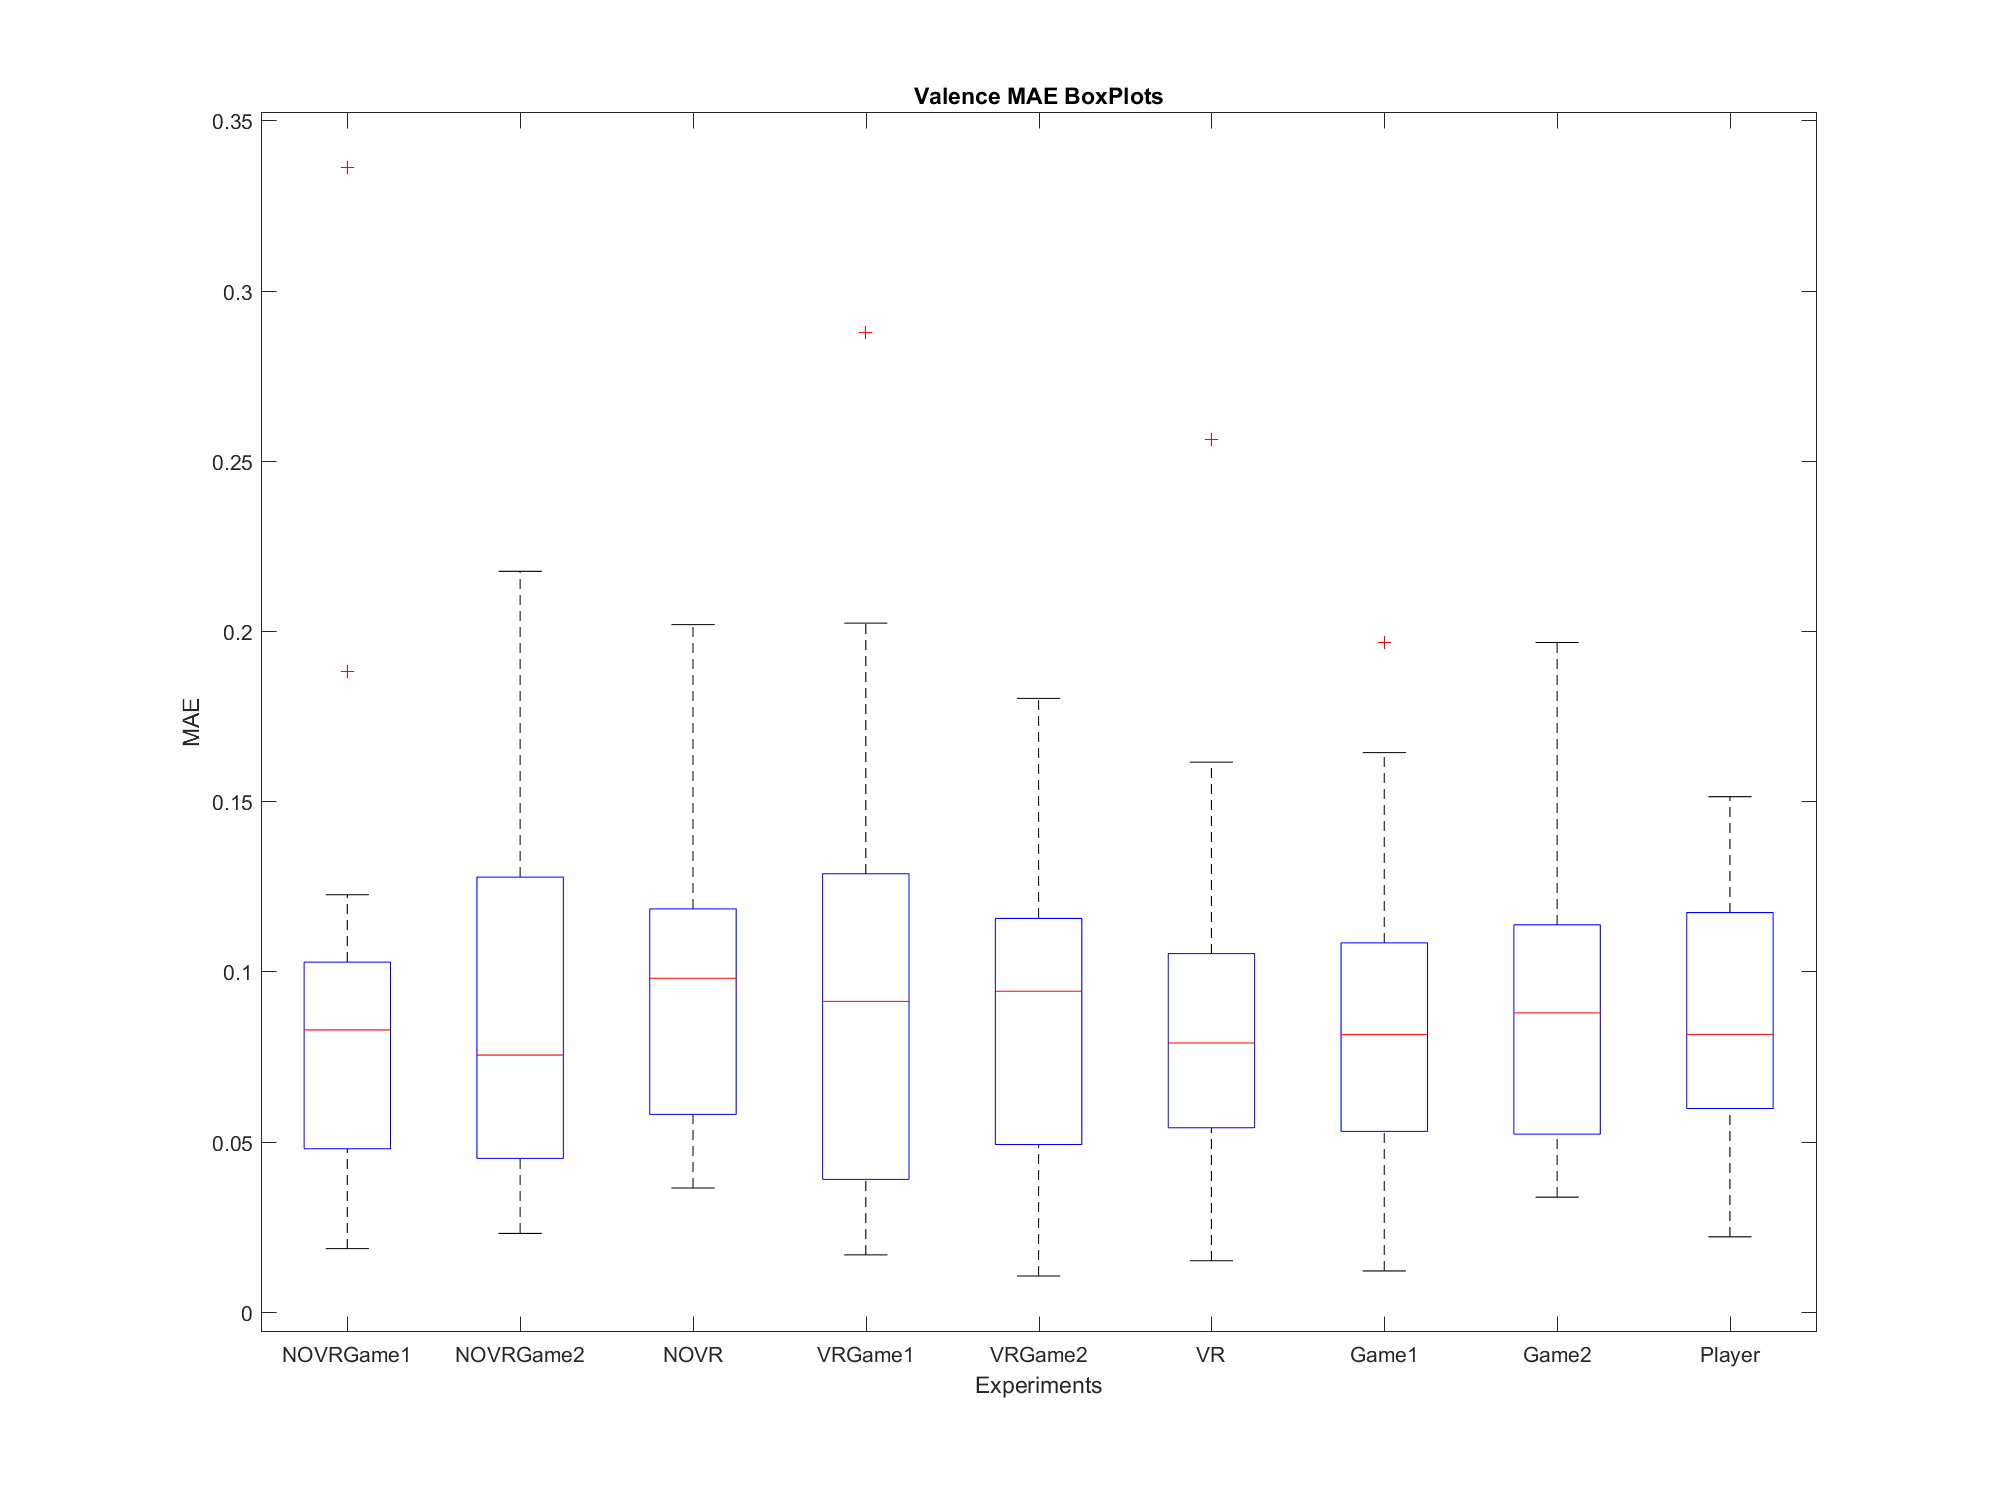 Valence MAE BoxPlots
0.35
0.3
0.25
0.2
0.15
0.1
0.05
0
MAE
NOVRGame1 NOVRGame2 NOVR VRGame1 VRGame2 VR Game1 Game2 Player
Experiments